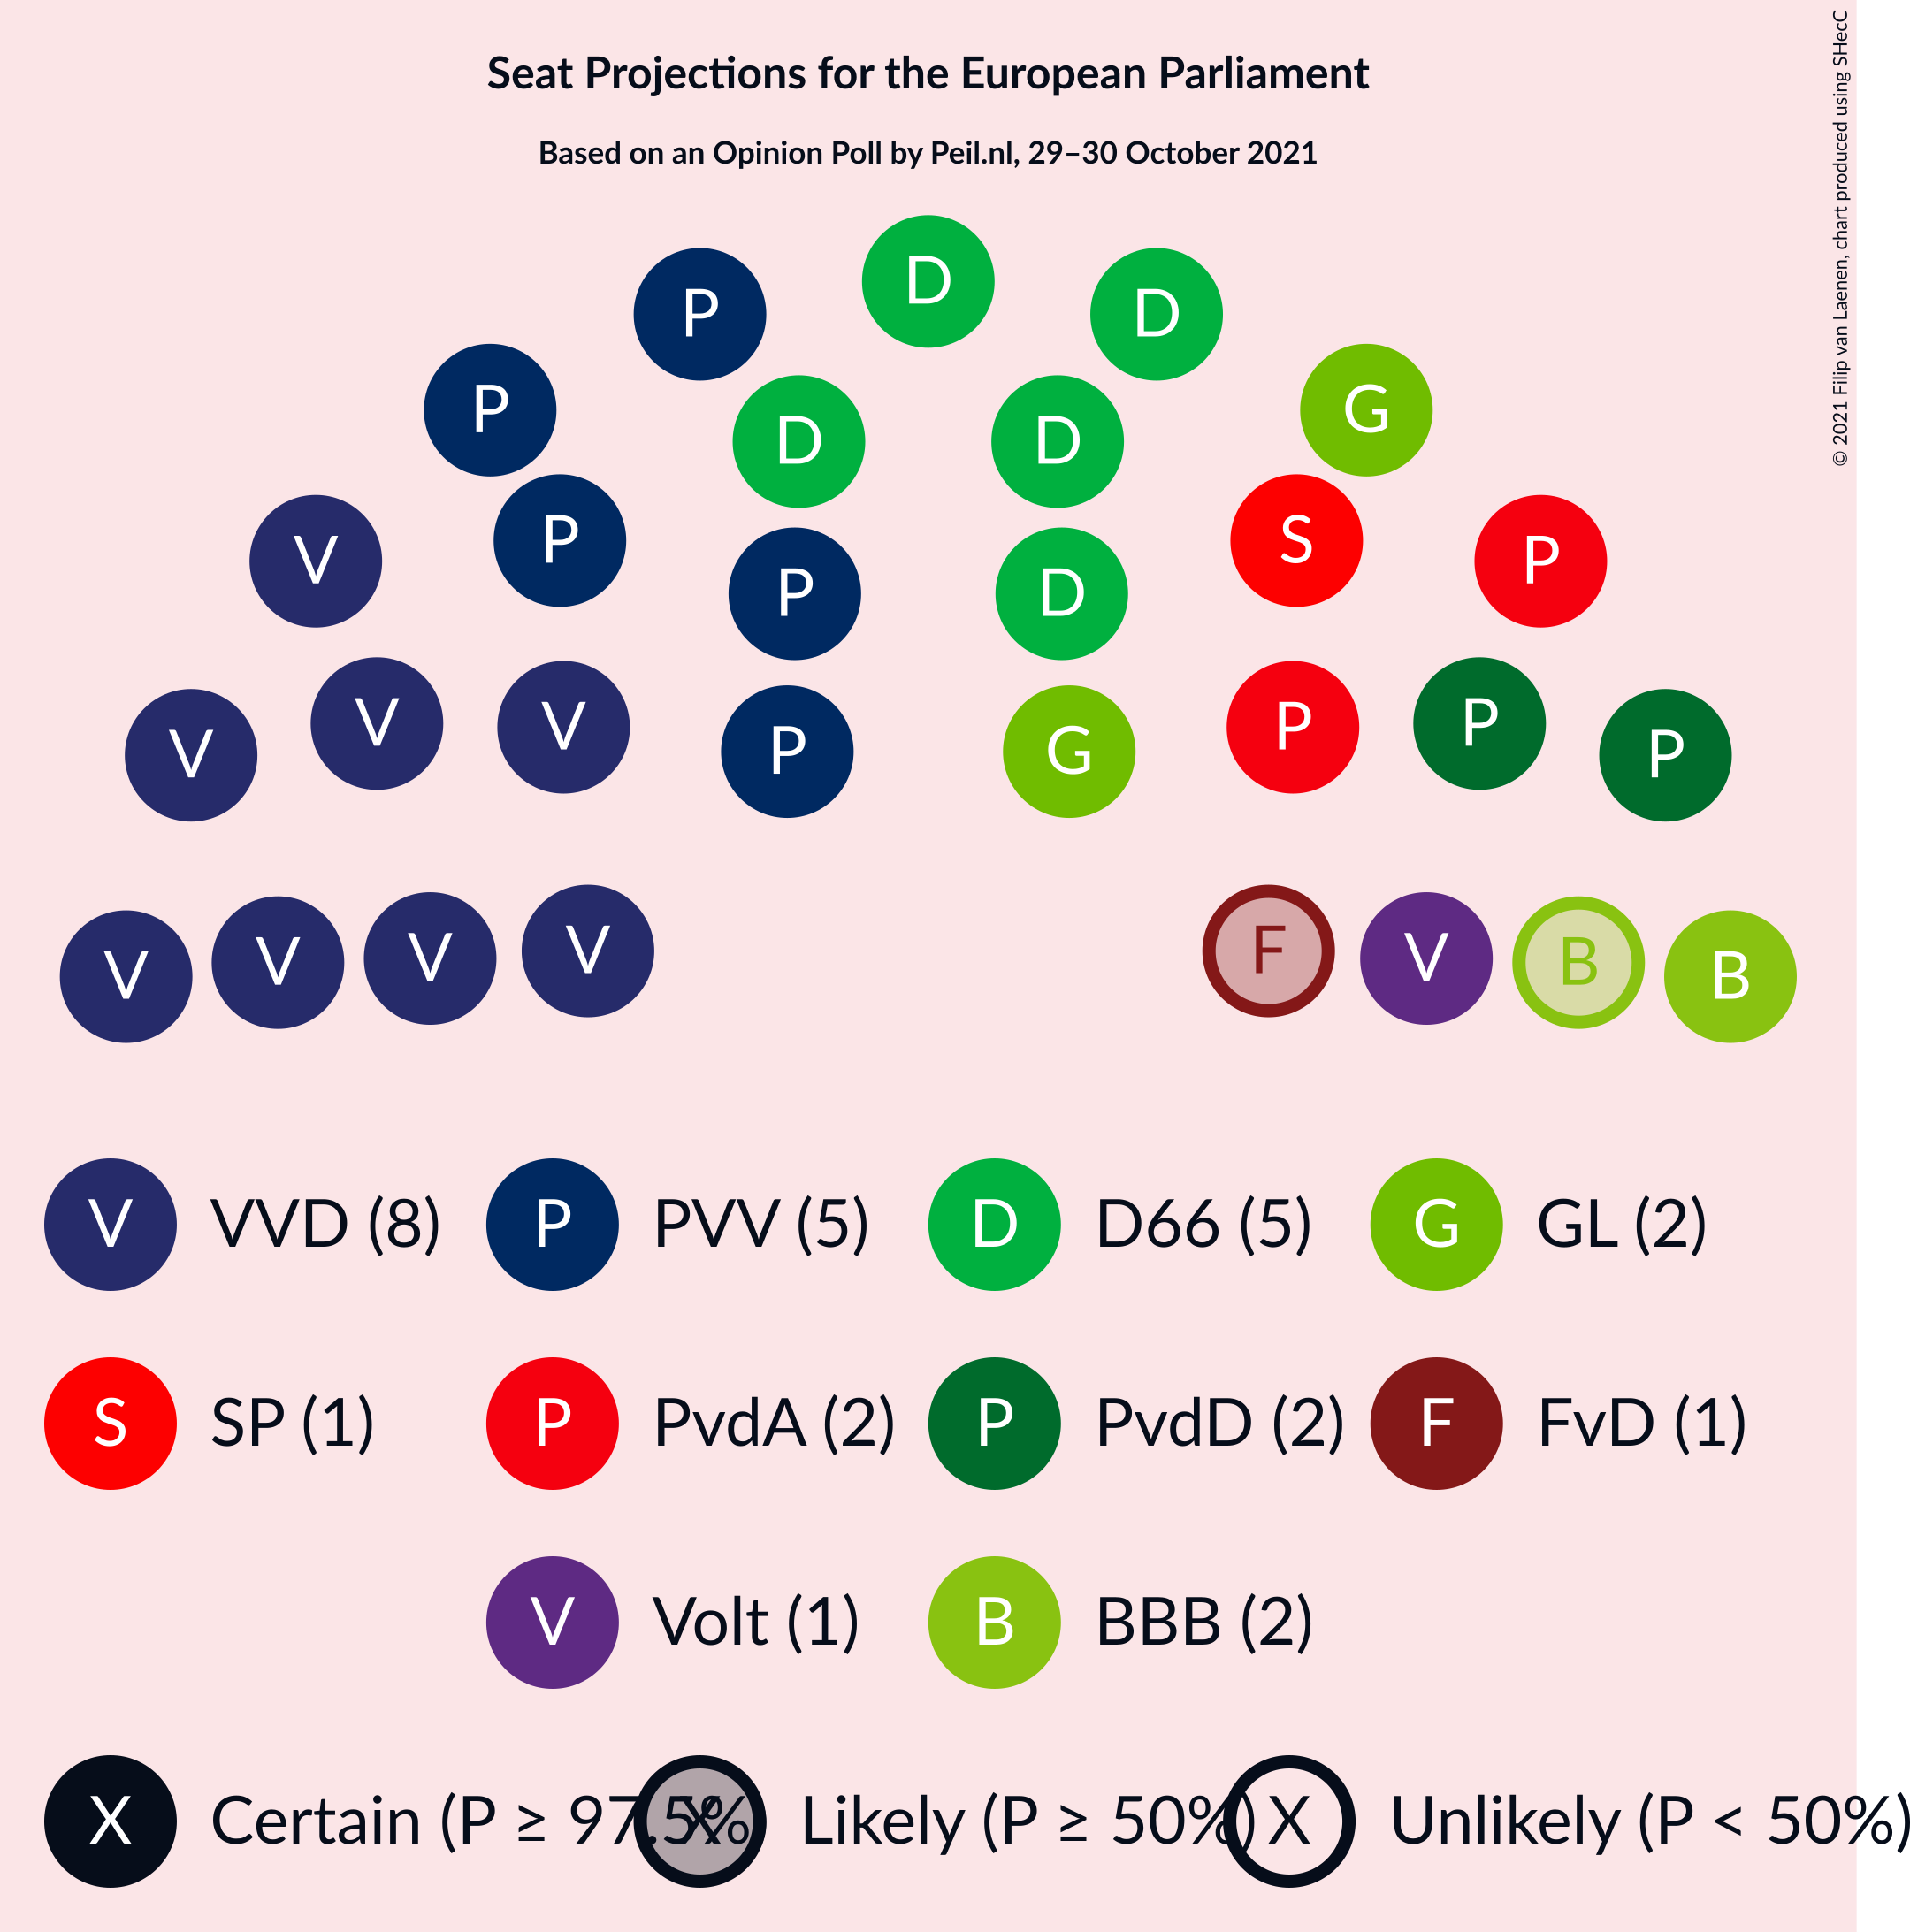 Seat Projections for the European Parliament
Based on an Opinion Poll by Peil.nl, 29–30 October 2021
© 2021 Filip van Laenen, chart produced using SHecC
D
P D
P G
D D
S
V P P
P D
V P P
V V P G P P
V B
V V V F V B
V VVD (8) P PVV (5) D D66 (5) G GL (2)
S SP (1) P PvdA (2) P PvdD (2) F FvD (1)
V Volt (1) B BBB (2)
X Certain (P ≥ 97.5% X Likely (P ≥ 50%) X Unlikely (P < 50%)